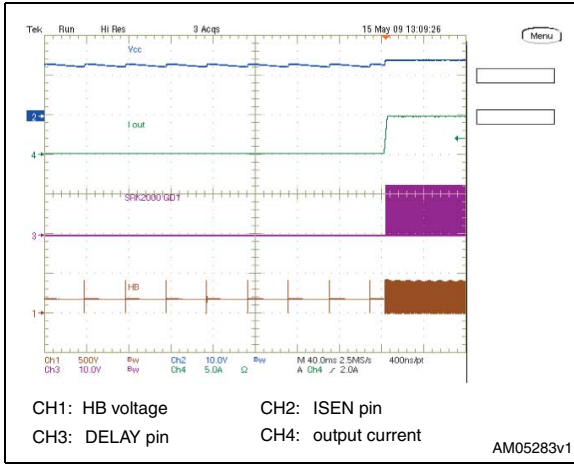 Tek Run Hi Res 3 Acqs 15 May 09 13:09:26
Menu
Vcc
2
I out
4
SRK2000 GD1
3
HB
1
Ch1 500V Bw Ch2 10.0V Bw M 40.0ms 2.5MS/s 400ns/pt
Ch3 10.0V Bw Ch4 5.0A Ω A Ch4 ∕ 2.0A
CH1: HB voltage CH2: ISEN pin
CH3: DELAY pin CH4: output current
AM05283v1